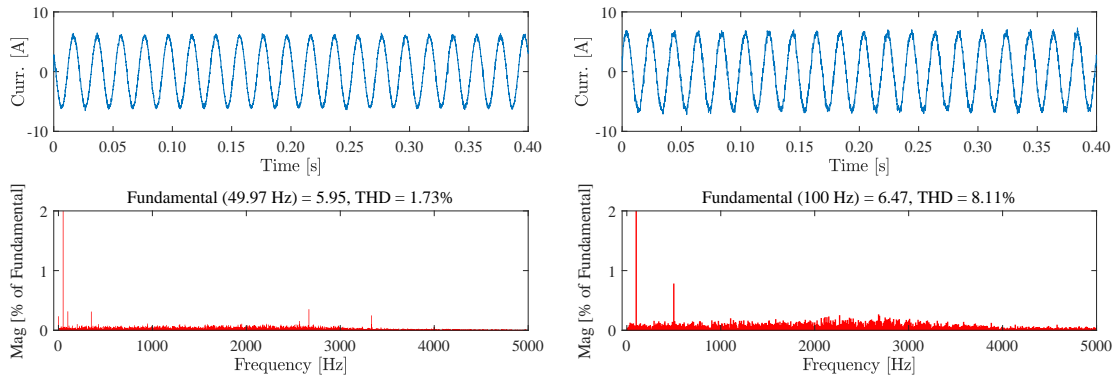 10
0
-10
Curr. [A]
0 0.05 0.10 0.15 0.20 0.25 0.30 0.35 0.40
Time [s]
10
0
-10
Curr. [A]
0 0.05 0.10 0.15 0.20 0.25 0.30 0.35 0.40
Time [s]
Fundamental (49.97 Hz) = 5.95, THD = 1.73%
2
1
0
Mag [% of Fundamental]
0 1000 2000 3000 4000 5000
Frequency [Hz]
Fundamental (100 Hz) = 6.47, THD = 8.11%
2
1
0
Mag [% of Fundamental]
0 1000 2000 3000 4000 5000
Frequency [Hz]